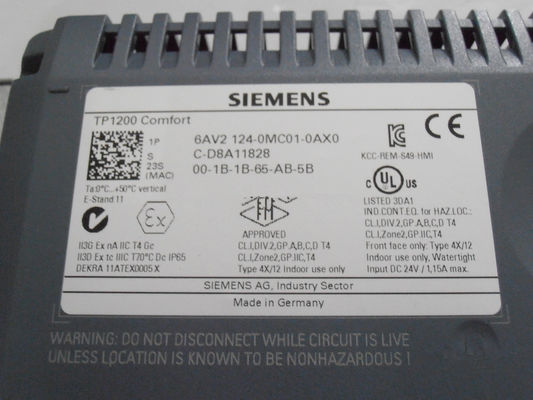 SIEMENS
TP1200 Comfort
1P 6AV2 124-0MC01-0AX0
S C-D8A11828
23S
(MAC) 00-1B-1B-65-AB-5B
KCC-REM-S49-HMI
Ta:0°C...+50°C vertical
E-Stand:11
C UL US
LISTED 3DA1
IND.CONT.EQ. for HAZ.LOC.:
CL.I,DIV.2,GP.A,B,C,D T4
CL.I,Zone2,GP.IIC,T4
Front face only: Type 4X/12
Indoor use only, Watertight
Input DC 24V / 1,15A max.
FM
APPROVED
CL.I,DIV.2,GP.A,B,C,D T4
CL.I,Zone2,GP.IIC,T4
Type 4X/12 Indoor use only
II3G Ex nA IIC T4 Gc
II3D Ex tc IIIC T70°C Dc IP65
DEKRA 11ATEX0005 X
SIEMENS AG, Industry Sector
Made in Germany
WARNING: DO NOT DISCONNECT WHILE CIRCUIT IS LIVE
UNLESS LOCATION IS KNOWN TO BE NONHAZARDOUS !